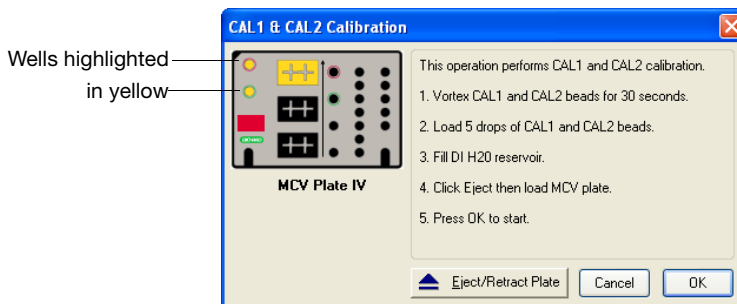 CAL1 & CAL2 Calibration
Wells highlighted
in yellow
MCV Plate IV
This operation performs CAL1 and CAL2 calibration.
1. Vortex CAL1 and CAL2 beads for 30 seconds.
2. Load 5 drops of CAL1 and CAL2 beads.
3. Fill DI H20 reservoir.
4. Click Eject then load MCV plate.
5. Press OK to start.
Eject/Retract Plate
Cancel
OK